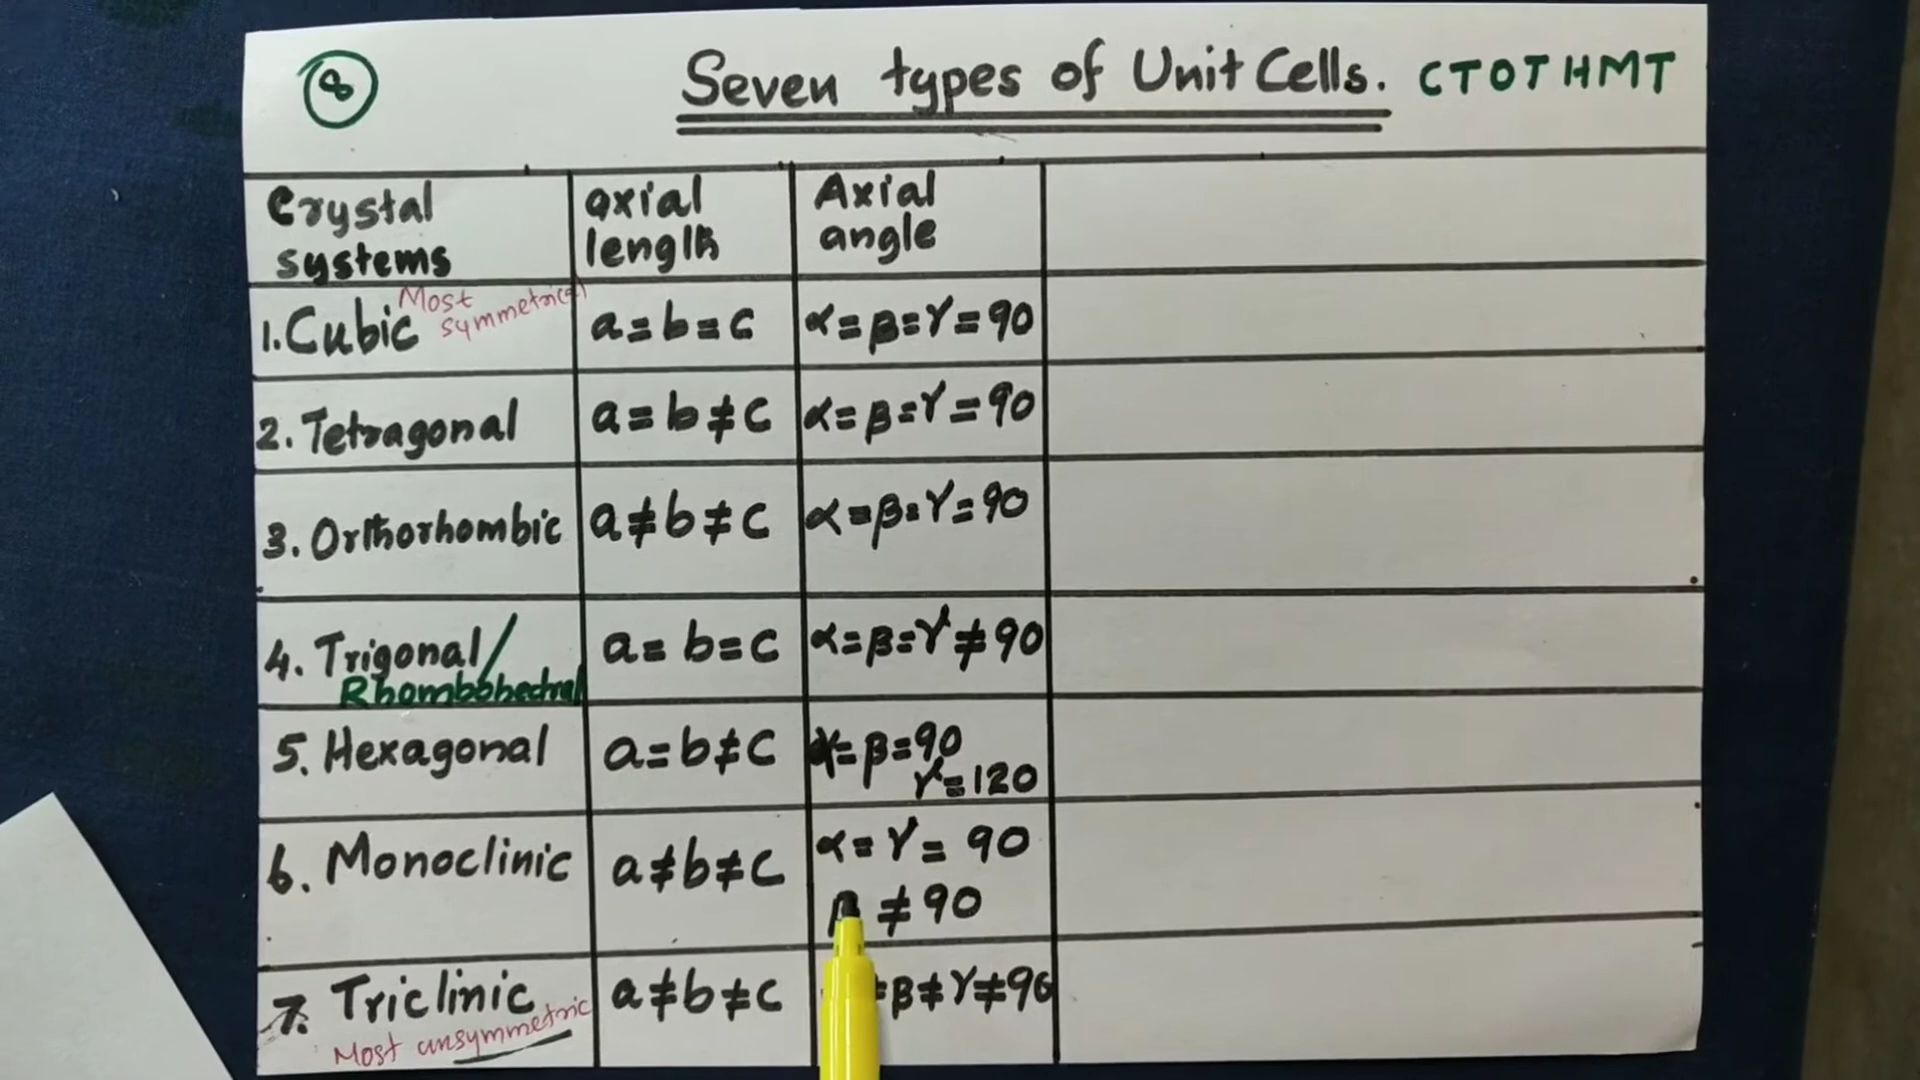 8
Seven types of Unit Cells. CTOTHMT
Crystal systems
axial length
Axial angle
1. Cubic Most symmetric
a = b = c
α = β = γ = 90
2. Tetragonal
a = b ≠ c
α = β = γ = 90
3. Orthorhombic
a ≠ b ≠ c
α = β = γ = 90
4. Trigonal/
Rhombohedral
a = b = c
α = β = γ ≠ 90
5. Hexagonal
a = b ≠ c
α = β = 90
γ = 120
6. Monoclinic
a ≠ b ≠ c
α = γ = 90
β ≠ 90
7. Triclinic
Most unsymmetric
a ≠ b ≠ c
≠ β ≠ γ ≠ 90